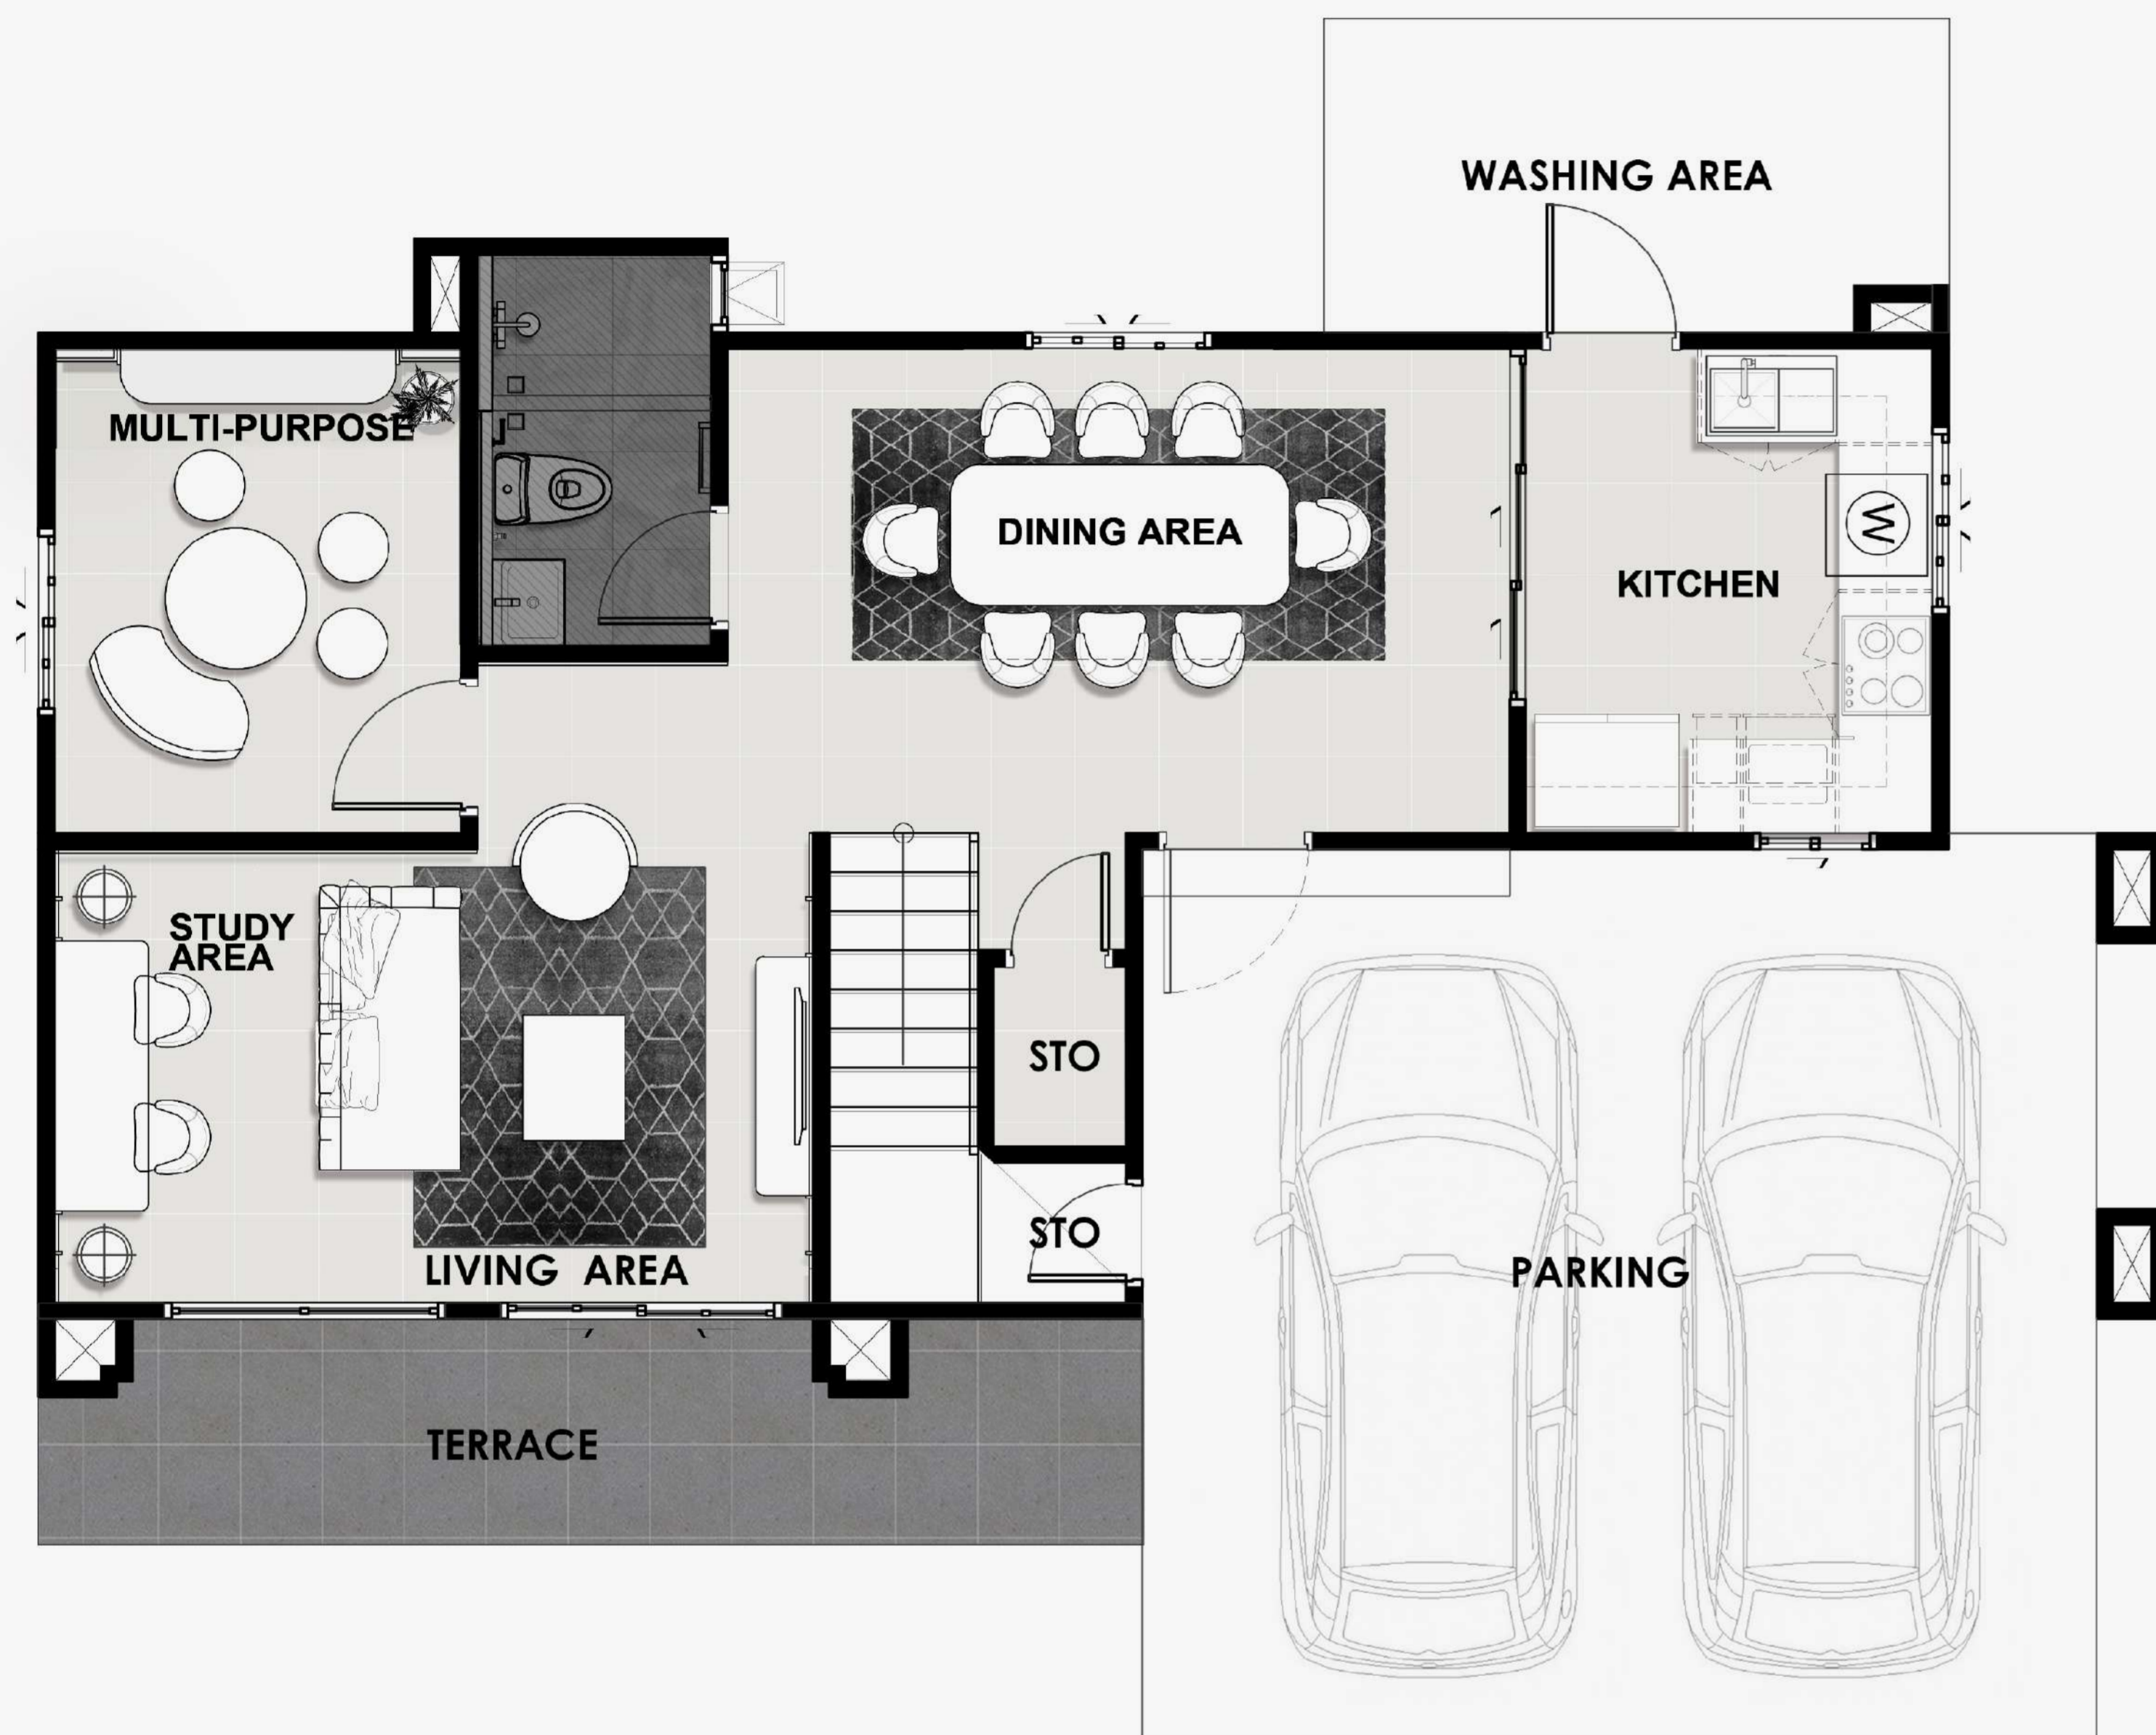 WASHING AREA
MULTI-PURPOSE
DINING AREA
KITCHEN
W
STUDY
AREA
STO
STO
LIVING AREA
PARKING
TERRACE